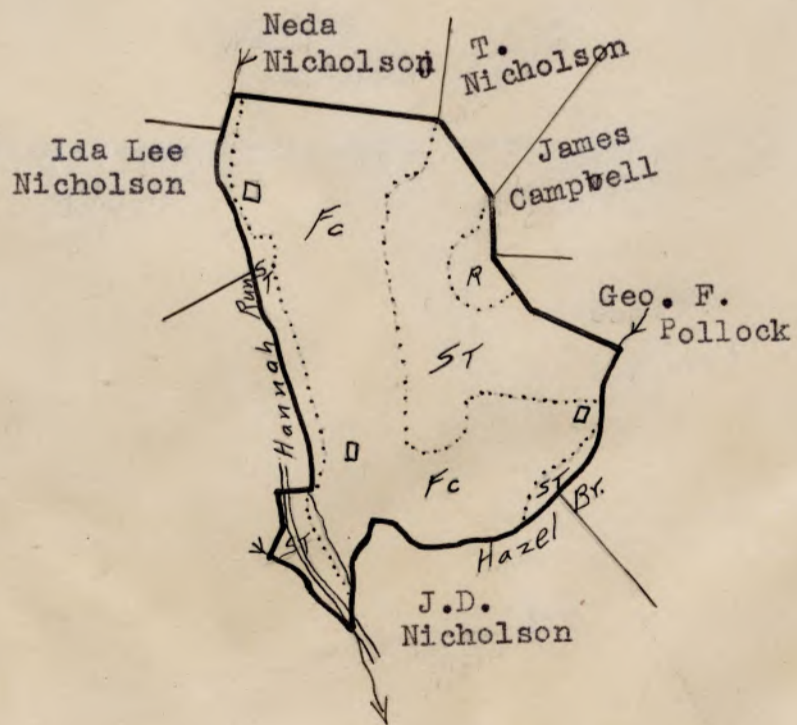 Neda
Nicholson
T.
Nicholson
James
Campbell
Ida Lee
Nicholson
Fc
R
ST
Hannah Run
Geo. F.
Pollock
ST
Fc
ST
Hazel Br.
ST
J.D.
Nicholson